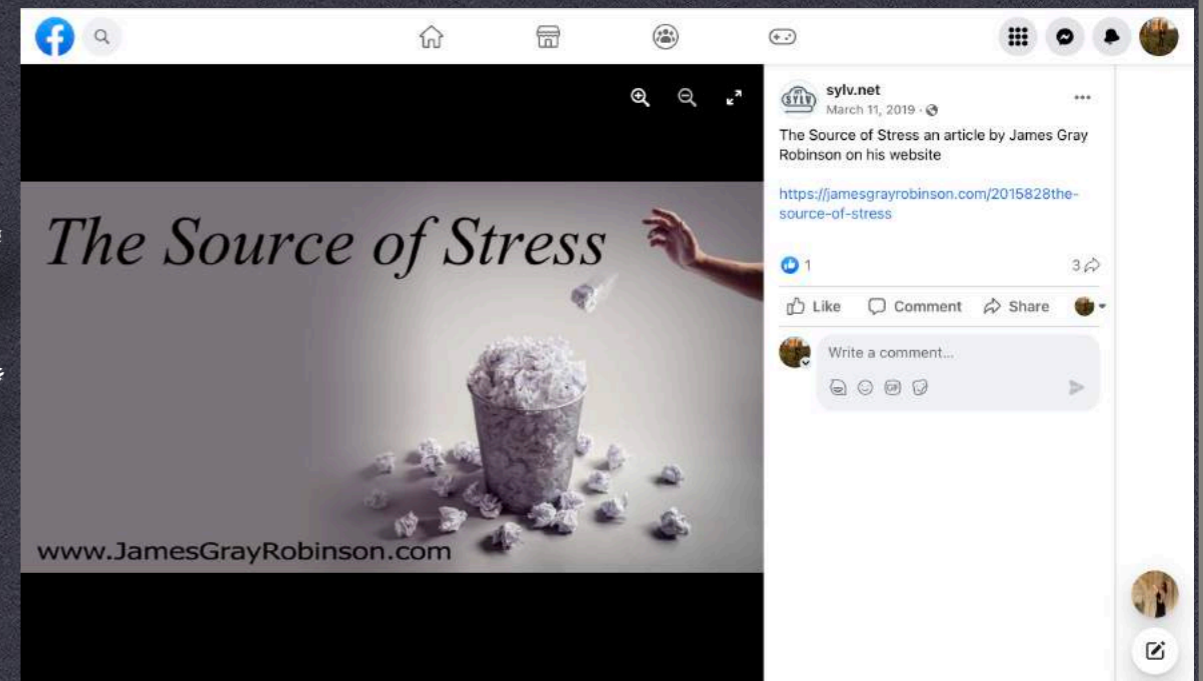 sylv.net
March 11, 2019 ·
The Source of Stress an article by James Gray
Robinson on his website
https://jamesgrayrobinson.com/2015828the-
source-of-stress
1
3
Like Comment Share
Write a comment...
GIF
The Source of Stress
www.JamesGrayRobinson.com